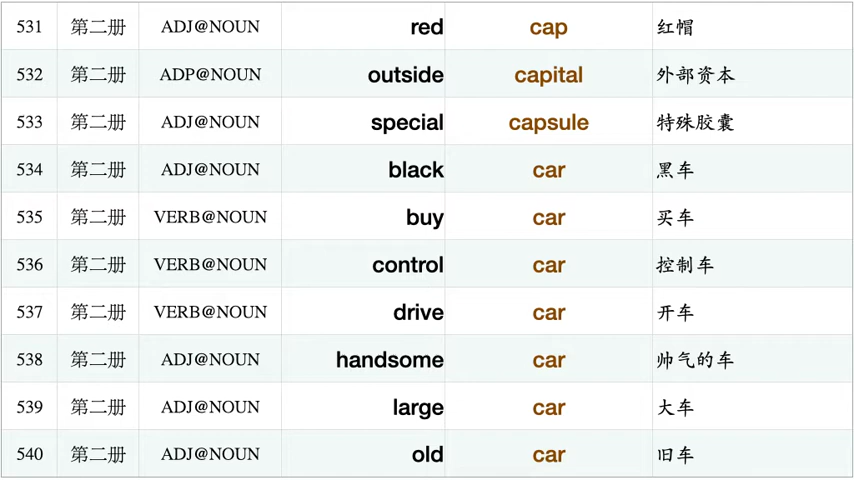 531 第二册 ADJ@NOUN red cap 红帽
532 第二册 ADP@NOUN outside capital 外部资本
533 第二册 ADJ@NOUN special capsule 特殊胶囊
534 第二册 ADJ@NOUN black car 黑车
535 第二册 VERB@NOUN buy car 买车
536 第二册 VERB@NOUN control car 控制车
537 第二册 VERB@NOUN drive car 开车
538 第二册 ADJ@NOUN handsome car 帅气的车
539 第二册 ADJ@NOUN large car 大车
540 第二册 ADJ@NOUN old car 旧车